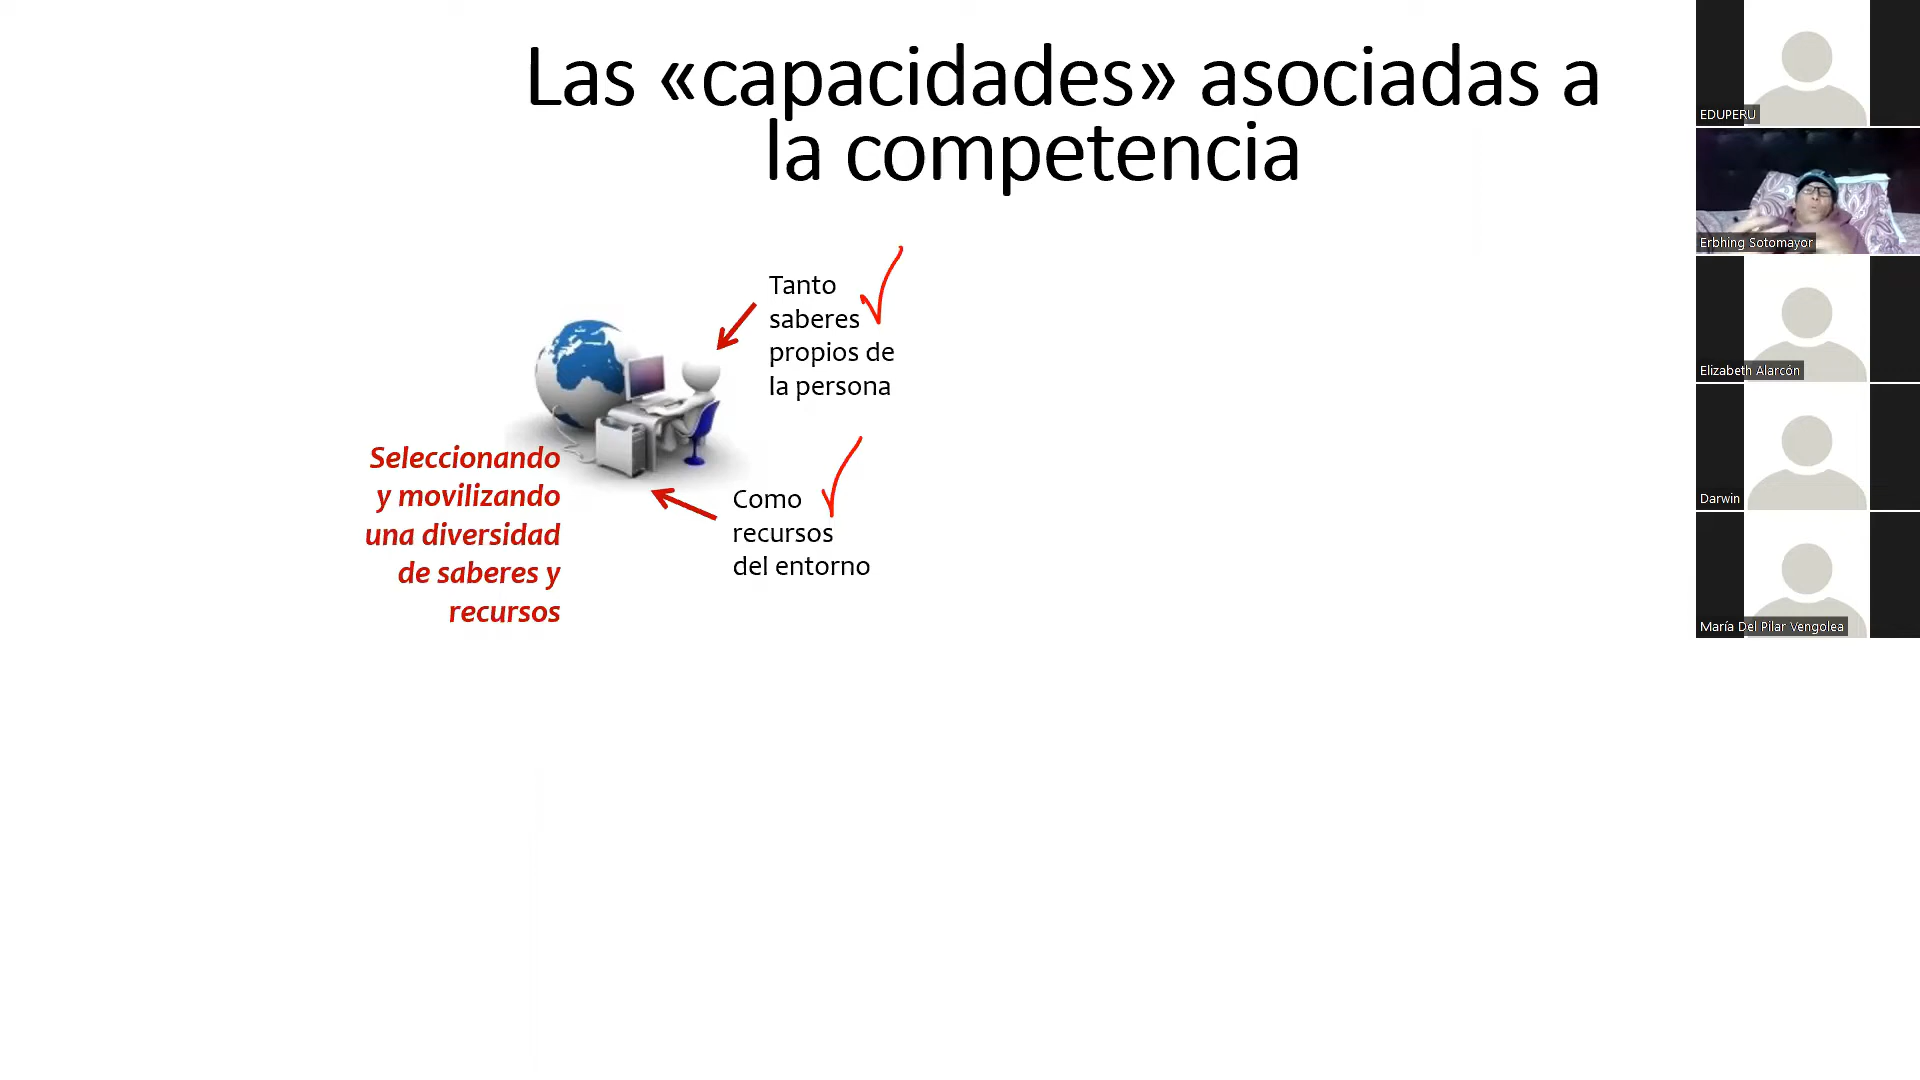 Las «capacidades» asociadas a
la competencia
Tanto
saberes
propios de
la persona
Seleccionando
y movilizando
una diversidad
de saberes y
recursos
Como
recursos
del entorno
EDUPERU
Erbhing Sotomayor
Elizabeth Alarcón
Darwin
María Del Pilar Vengolea